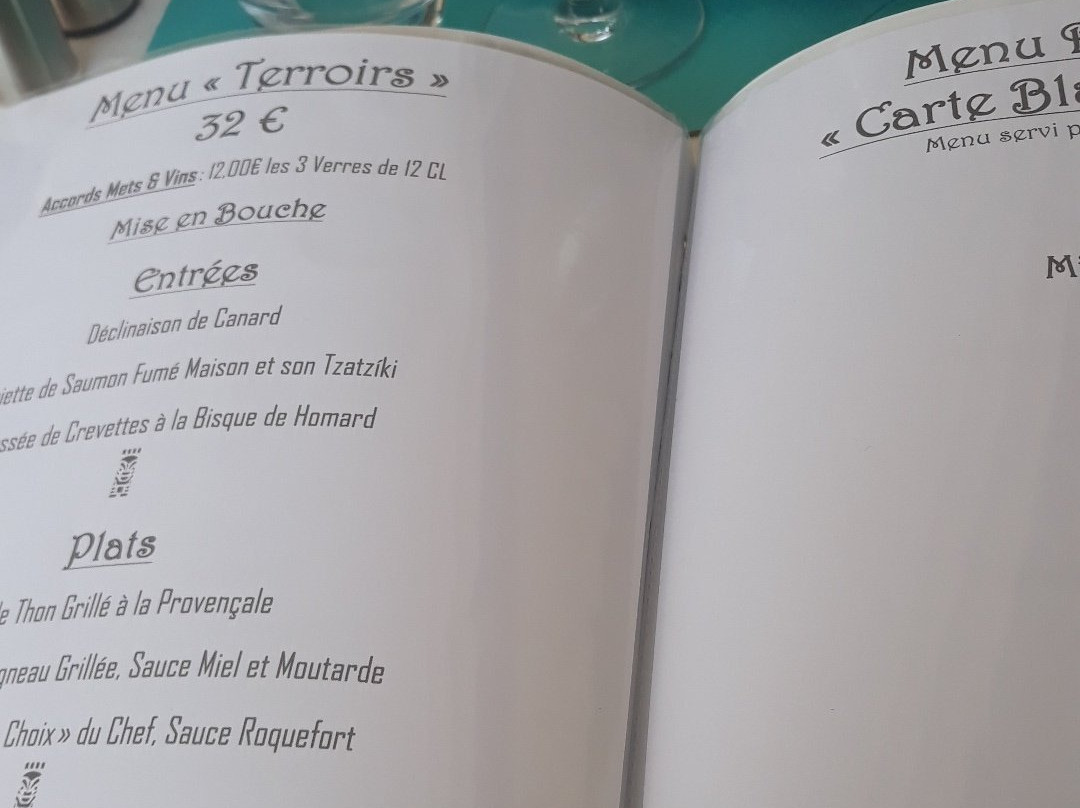 Menu « Terroirs »
32 €
Accords Mets & Vins : 12.00€ les 3 Verres de 12 CL
Mise en Bouche
Entrées
Déclinaison de Canard
de Saumon Fumé Maison et son Tzatzíki
de Crevettes à la Bisque de Homard
Plats
Thon Grillé à la Provençale
Grillée, Sauce Miel et Moutarde
Choix » du Chef, Sauce Roquefort
Menu
« Carte
Menu servi